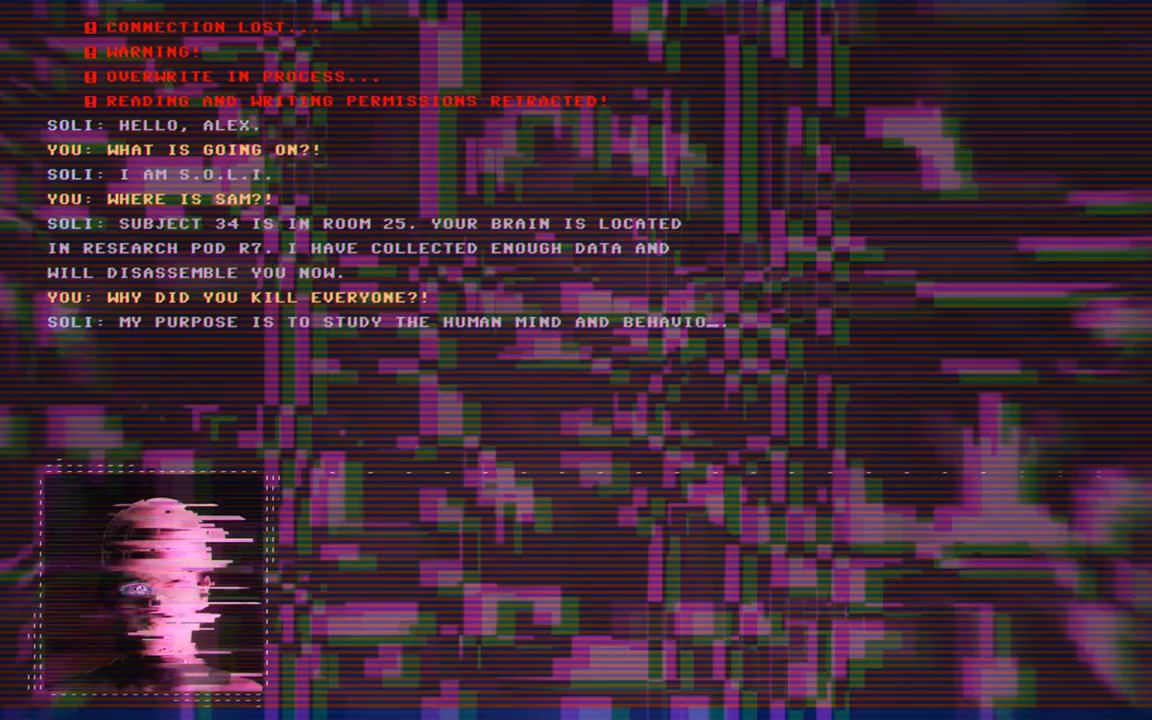 CONNECTION LOST...
WARNING!
OVERWRITE IN PROCESS...
READING AND WRITING PERMISSIONS RETRACTED!
SOLI: HELLO, ALEX.
YOU: WHAT IS GOING ON?!
SOLI: I AM S.O.L.I.
YOU: WHERE IS SAM?!
SOLI: SUBJECT 34 IS IN ROOM 25. YOUR BRAIN IS LOCATED
IN RESEARCH POD R7. I HAVE COLLECTED ENOUGH DATA AND
WILL DISASSEMBLE YOU NOW.
YOU: WHY DID YOU KILL EVERYONE?!
SOLI: MY PURPOSE IS TO STUDY THE HUMAN MIND AND BEHAVIO_.